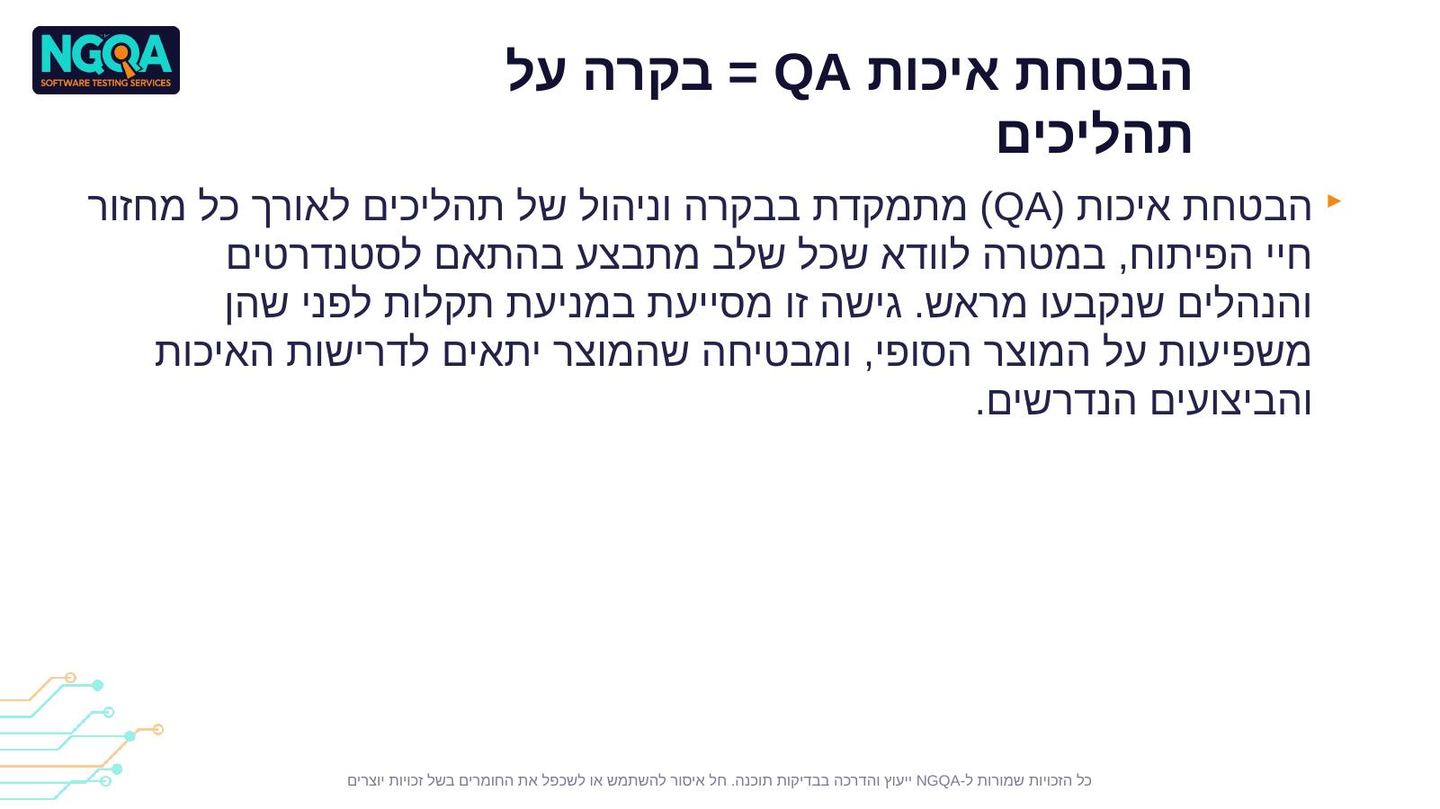 NGQA
SOFTWARE TESTING SERVICES
הבטחת איכות QA = בקרה על
תהליכים
הבטחת איכות (QA) מתמקדת בבקרה וניהול של תהליכים לאורך כל מחזור
חיי הפיתוח, במטרה לוודא שכל שלב מתבצע בהתאם לסטנדרטים
והנהלים שנקבעו מראש. גישה זו מסייעת במניעת תקלות לפני שהן
משפיעות על המוצר הסופי, ומבטיחה שהמוצר יתאים לדרישות האיכות
והביצועים הנדרשים.
כל הזכויות שמורות ל-NGQA ייעוץ והדרכה בבדיקות תוכנה. חל איסור להשתמש או לשכפל את החומרים בשל זכויות יוצרים